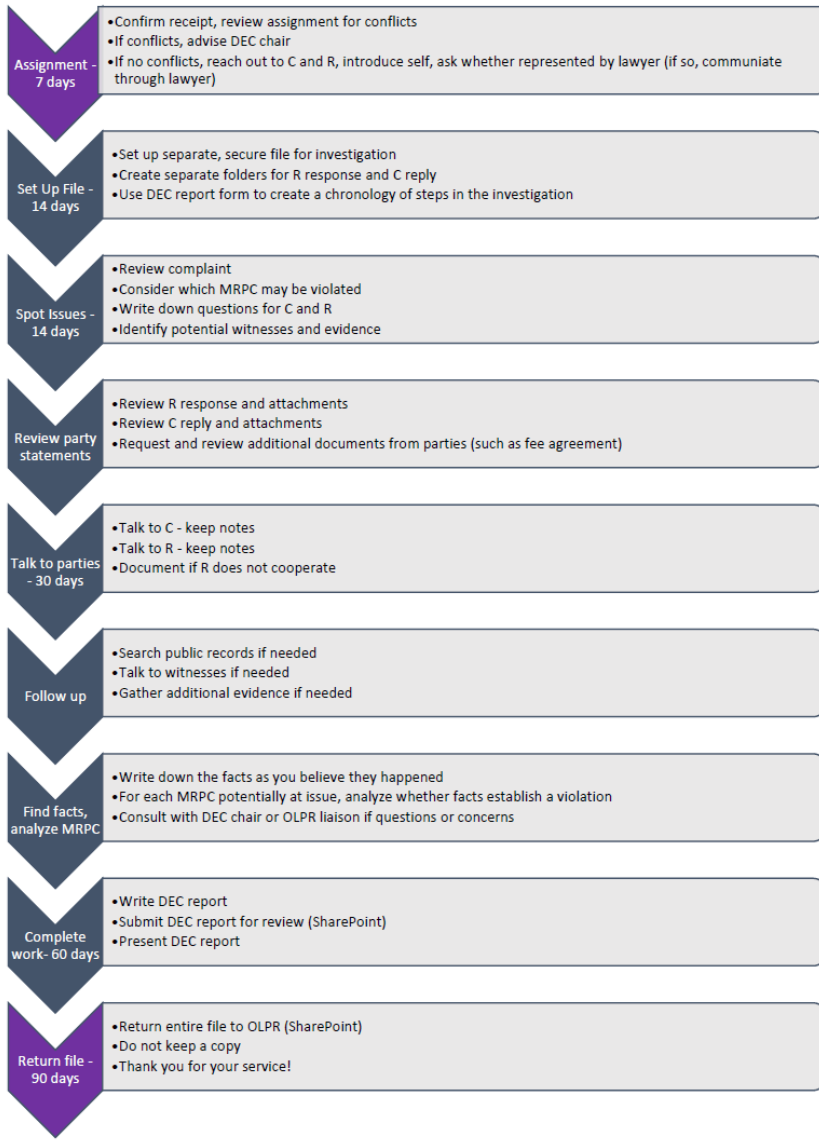 Assignment -
7 days
•Confirm receipt, review assignment for conflicts
•If conflicts, advise DEC chair
•If no conflicts, reach out to C and R, introduce self, ask whether represented by lawyer (if so, communiate
through lawyer)
Set Up File -
14 days
•Set up separate, secure file for investigation
•Create separate folders for R response and C reply
•Use DEC report form to create a chronology of steps in the investigation
Spot Issues -
14 days
•Review complaint
•Consider which MRPC may be violated
•Write down questions for C and R
•Identify potential witnesses and evidence
Review party
statements
•Review R response and attachments
•Review C reply and attachments
•Request and review additional documents from parties (such as fee agreement)
Talk to parties
- 30 days
•Talk to C - keep notes
•Talk to R - keep notes
•Document if R does not cooperate
Follow up
•Search public records if needed
•Talk to witnesses if needed
•Gather additional evidence if needed
Find facts,
analyze MRPC
•Write down the facts as you believe they happened
•For each MRPC potentially at issue, analyze whether facts establish a violation
•Consult with DEC chair or OLPR liaison if questions or concerns
Complete
work- 60 days
•Write DEC report
•Submit DEC report for review (SharePoint)
•Present DEC report
Return file -
90 days
•Return entire file to OLPR (SharePoint)
•Do not keep a copy
•Thank you for your service!